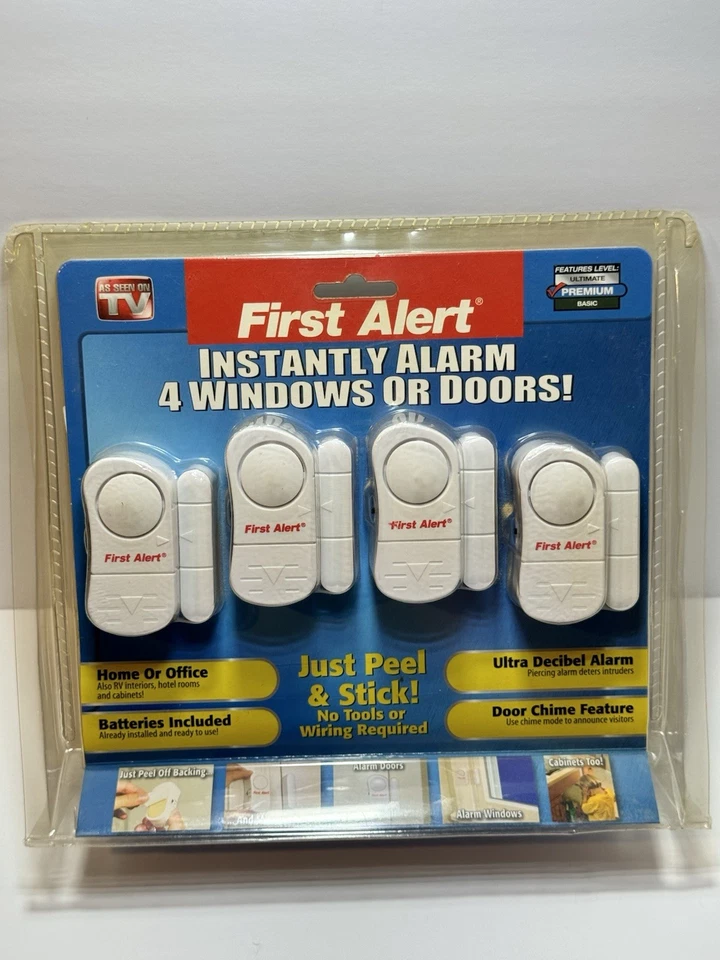 AS SEEN ON
TV
First Alert®
FEATURES LEVEL:
ULTIMATE
PREMIUM
BASIC
INSTANTLY ALARM
4 WINDOWS OR DOORS!
First Alert®
First Alert®
First Alert®
First Alert®
Home Or Office
Also RV interiors, hotel rooms
and cabinets!
Batteries Included
Already installed and ready to use!
Just Peel
& Stick!
No Tools or
Wiring Required
Ultra Decibel Alarm
Piercing alarm deters intruders
Door Chime Feature
Use chime mode to announce visitors
Just Peel Off Backing
Alarm Doors
Alarm Windows
Cabinets Too!